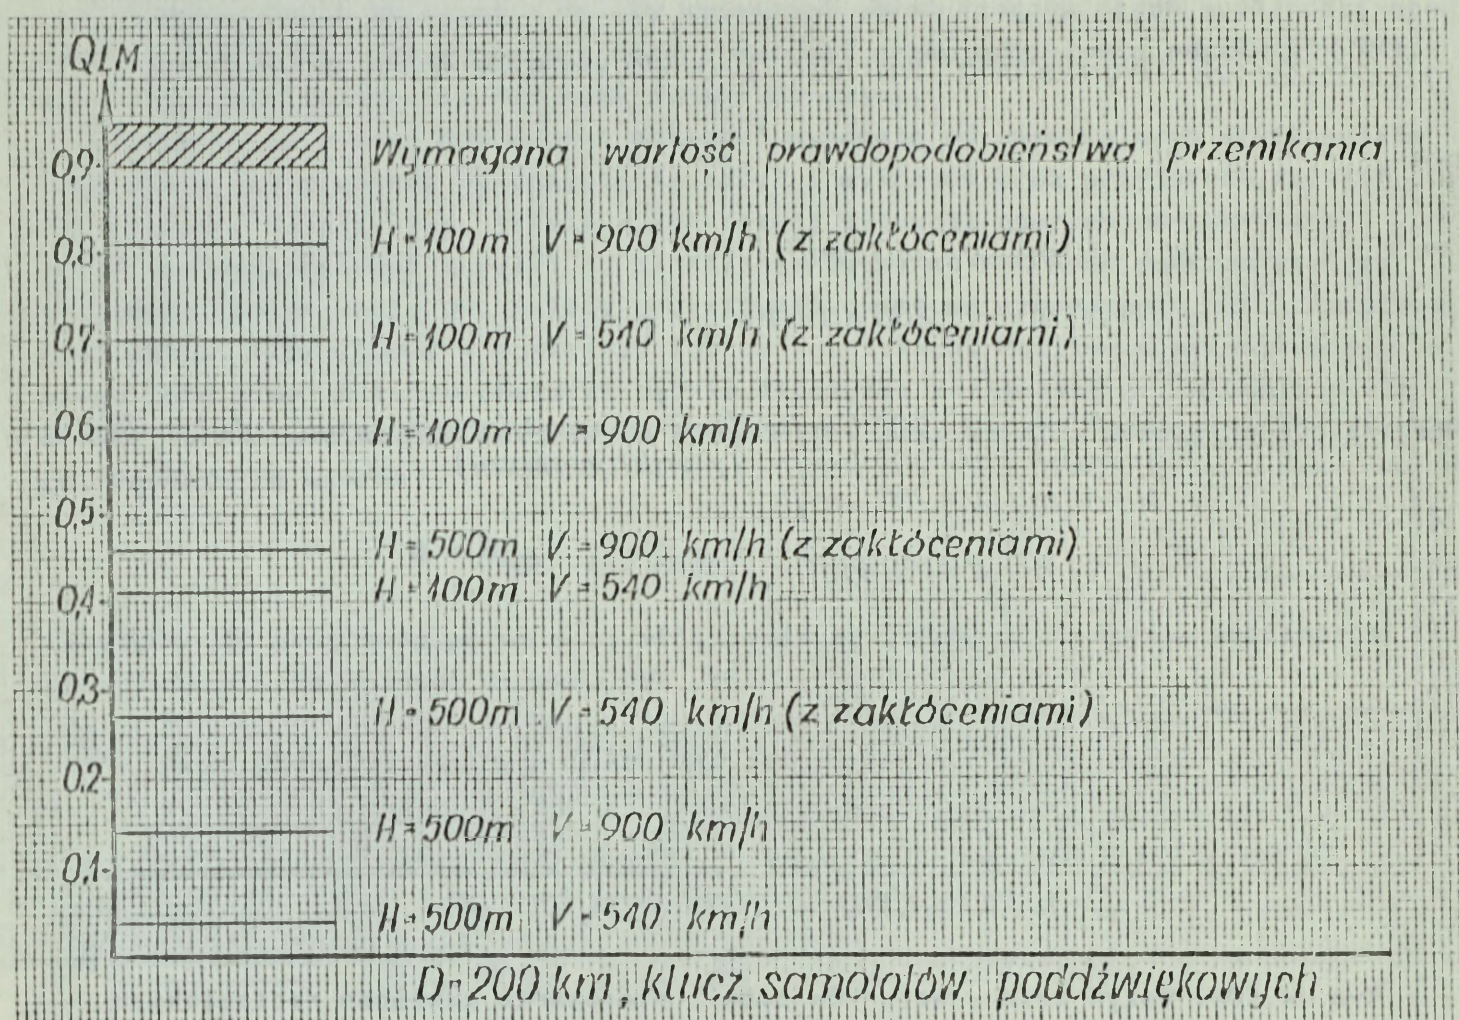 QLM
0,9 Wymagana wartość prawdopodobieństwa przenikania
0,8 H=100m V=900 km/h (z zakłóceniami)
0,7 H=100m V=540 km/h (z zakłóceniami)
0,6 H=100m V=900 km/h
0,5
H=500m V=900 km/h (z zakłóceniami)
0,4 H=100m V=540 km/h
0,3
H=500m V=540 km/h (z zakłóceniami)
0,2
H=500m V=900 km/h
0,1
H=500m V=540 km/h
D=200 km, klucz samolotów poddźwiękowych